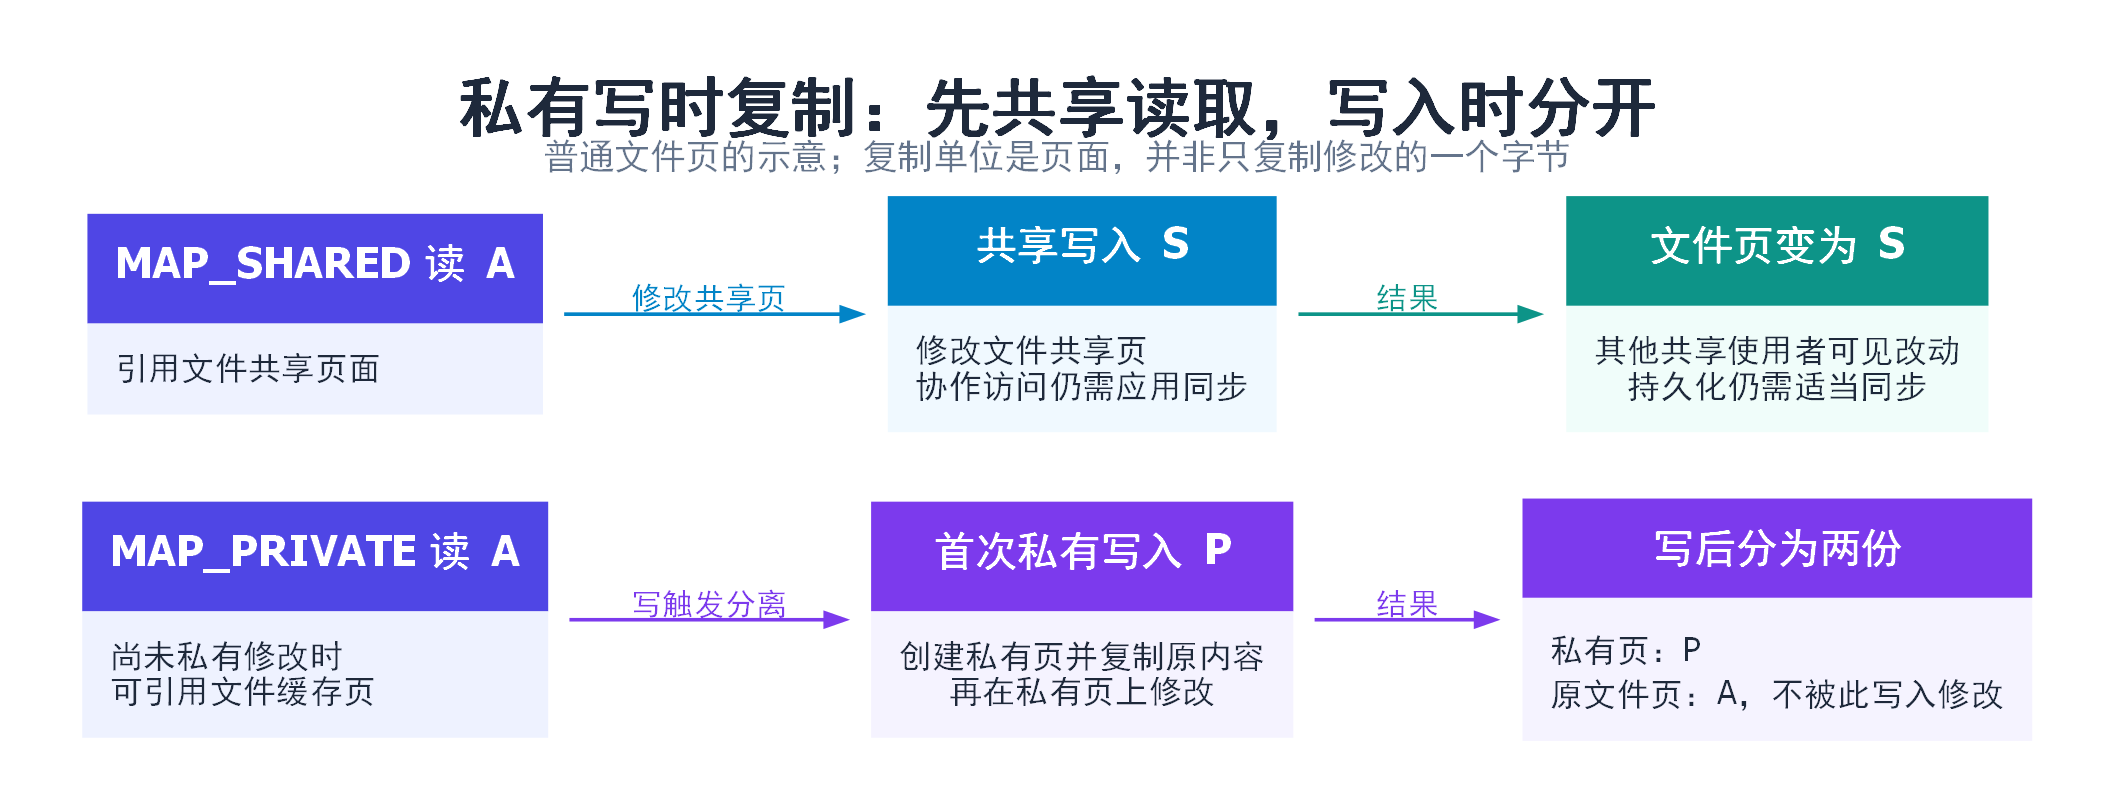 私有写时复制：先共享读取，写入时分开
普通文件页的示意；复制单位是页面，并非只复制修改的一个字节
MAP_SHARED 读 A
引用文件共享页面
修改共享页
共享写入 S
修改文件共享页
协作访问仍需应用同步
结果
文件页变为 S
其他共享使用者可见改动
持久化仍需适当同步
MAP_PRIVATE 读 A
尚未私有修改时
可引用文件缓存页
写触发分离
首次私有写入 P
创建私有页并复制原内容
再在私有页上修改
结果
写后分为两份
私有页：P
原文件页：A，不被此写入修改